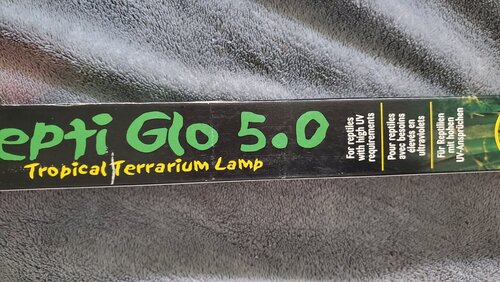 epti Glo 5.0
Tropical Terrarium Lamp
For reptiles
with high UV
requirements
Pour reptiles
avec besoins
élevés en
ultraviolets
Für Reptilien
mit hohen
UV-Ansprüchen